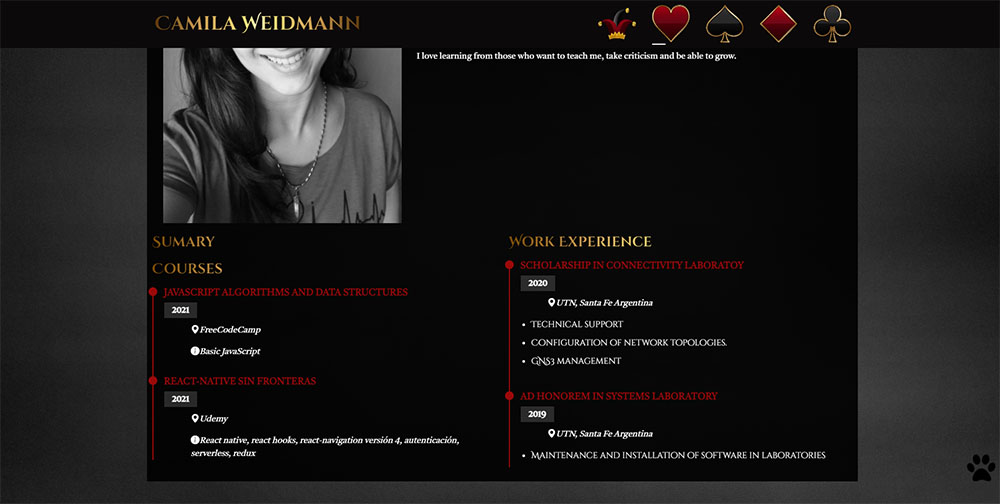 Camila Weidmann
I love learning from those who want to teach me, take criticism and be able to grow.
Sumary
Courses
JAVASCRIPT ALGORITHMS AND DATA STRUCTURES
2021
FreeCodeCamp
Basic JavaScript
REACT-NATIVE SIN FRONTERAS
2021
Udemy
React native, react hooks, react-navigation versión 4, autenticación,
serverless, redux
Work Experience
SCHOLARSHIP IN CONNECTIVITY LABORATOY
2020
UTN, Santa Fe Argentina
• Technical support
• Configuration of network topologies.
• GNS3 management
AD HONOREM IN SYSTEMS LABORATORY
2019
UTN, Santa Fe Argentina
• Maintenance and installation of software in laboratories